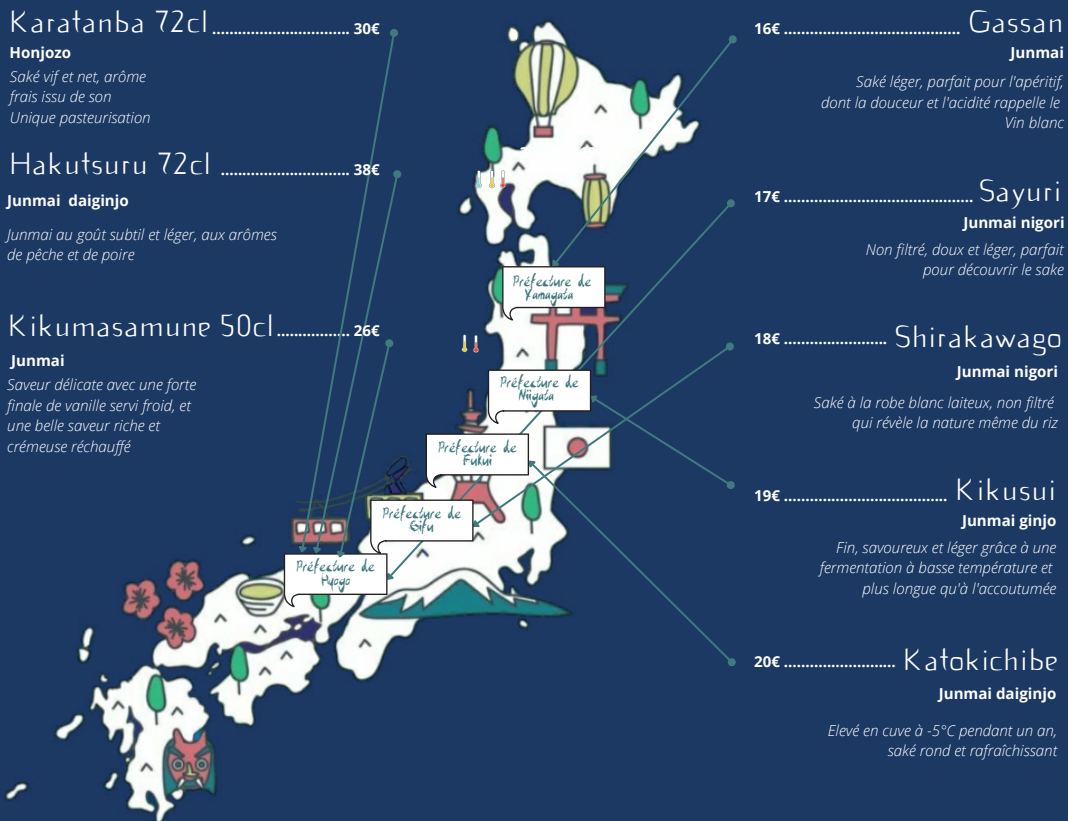 Karatanba 72cl ........................... 30€
Honjozo
Saké vif et net, arôme
frais issu de son
Unique pasteurisation
Hakutsuru 72cl ......................... 38€
Junmai daiginjo
Junmai au goût subtil et léger, aux arômes
de pêche et de poire
Kikumasamune 50cl .............. 26€
Junmai
Saveur délicate avec une forte
finale de vanille servi froid, et
une belle saveur riche et
crémeuse réchauffé
Préfecture de
Yamagata
Préfecture de
Niigata
Préfecture de
Fukui
Préfecture de
Gifu
Préfecture de
Hyogo
16€ ................................... Gassan
Junmai
Saké léger, parfait pour l'apéritif,
dont la douceur et l'acidité rappelle le
Vin blanc
17€ ..................................... Sayuri
Junmai nigori
Non filtré, doux et léger, parfait
pour découvrir le sake
18€ .................... Shirakawago
Junmai nigori
Saké à la robe blanc laiteux, non filtré
qui révèle la nature même du riz
19€ ................................ Kikusui
Junmai ginjo
Fin, savoureux et léger grâce à une
fermentation à basse température et
plus longue qu'à l'accoutumée
20€ ...................... Katokichibe
Junmai daiginjo
Elevé en cuve à -5°C pendant un an,
saké rond et rafraîchissant